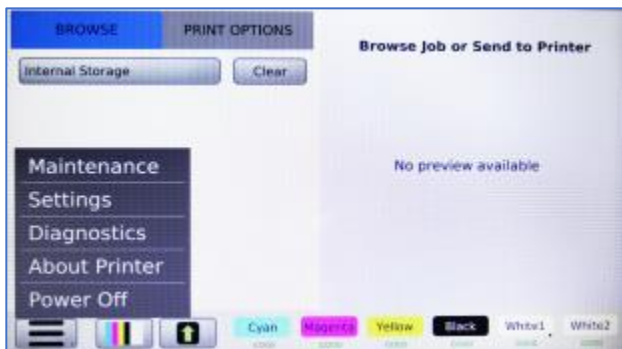 BROWSE PRINT OPTIONS
Browse Job or Send to Printer
Internal Storage Clear
No preview available
Maintenance
Settings
Diagnostics
About Printer
Power Off
Cyan Magenta Yellow Black White1 White2